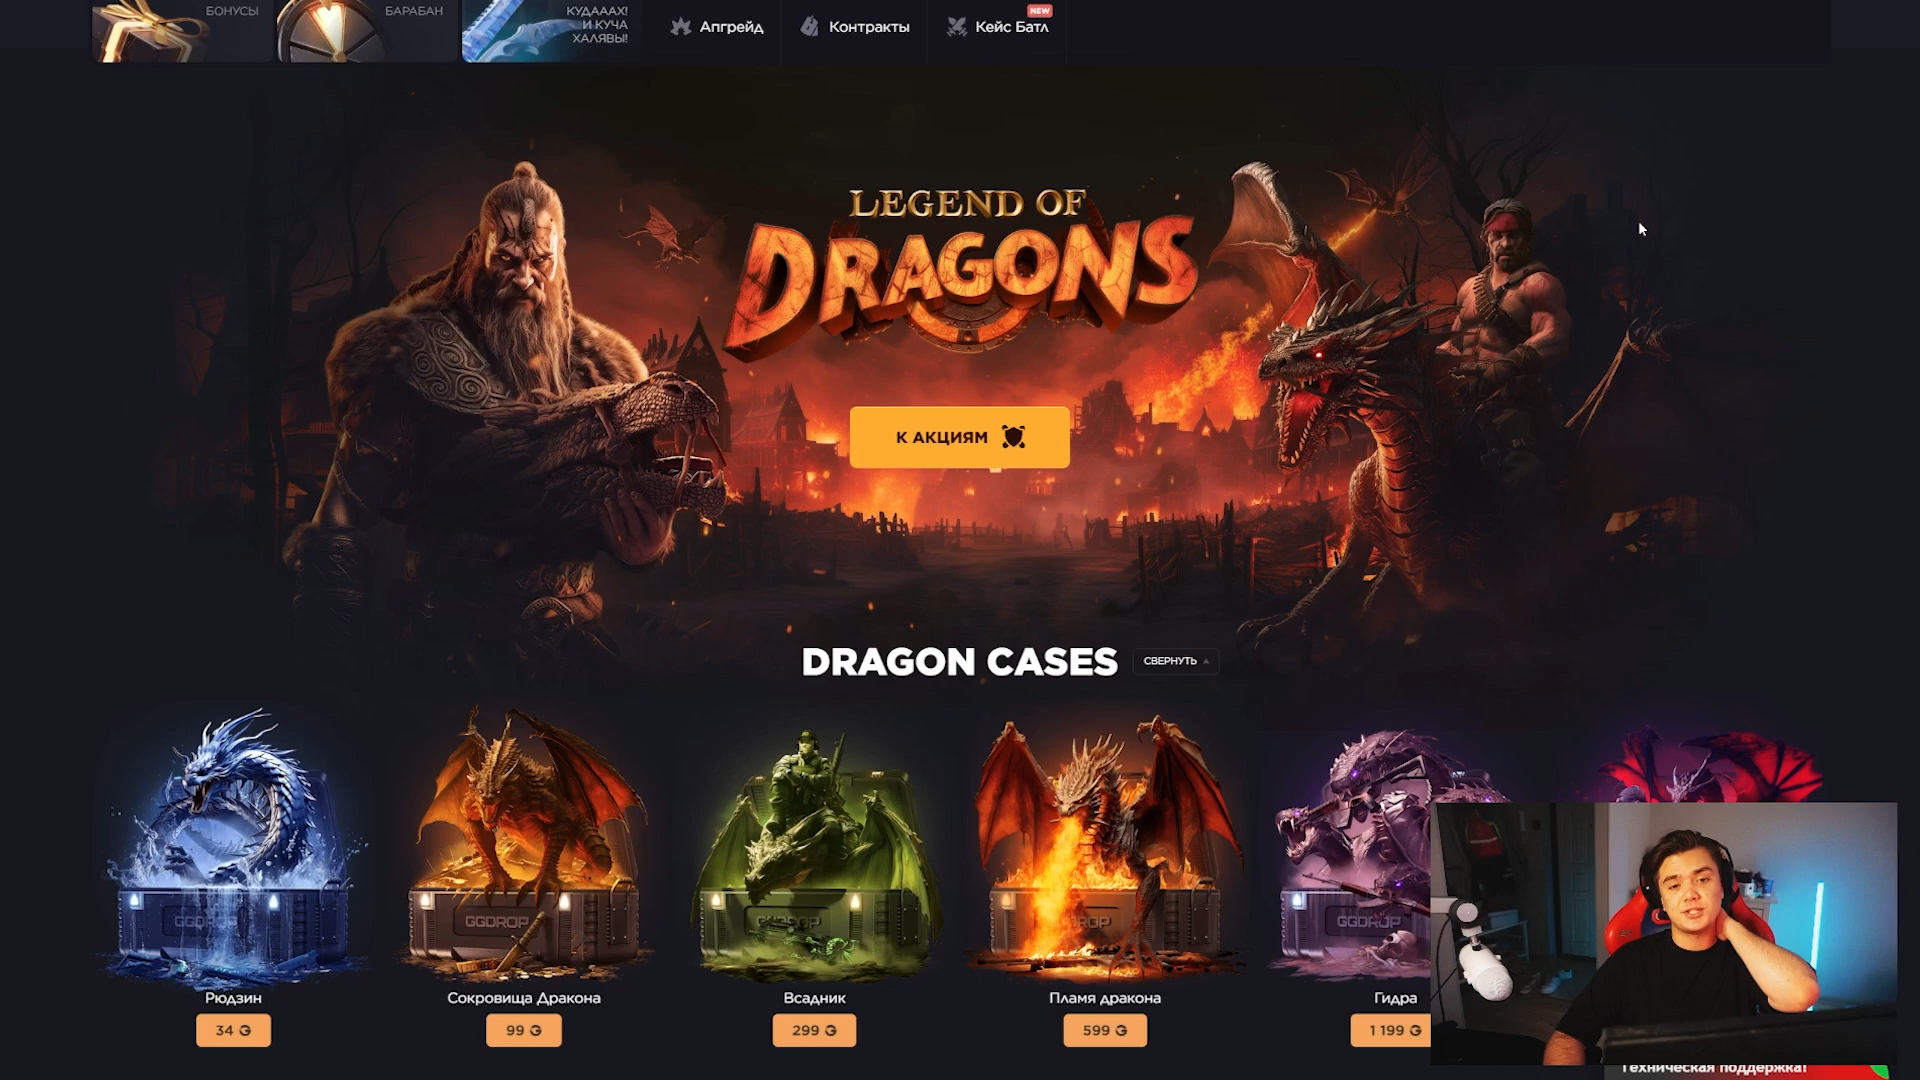 БОНУСЫ
БАРАБАН
КУДАААХ!
И КУЧА
ХАЛЯВЫ!
Апгрейд
Контракты
NEW
Кейс Батл
LEGEND OF
DRAGONS
К АКЦИЯМ
DRAGON CASES
СВЕРНУТЬ
GGDROP
GGDROP
GGDROP
Рюдзин
Сокровища Дракона
Всадник
Пламя дракона
Гидра
34 G
99 G
299 G
599 G
1 199 G
Техническая поддержка!